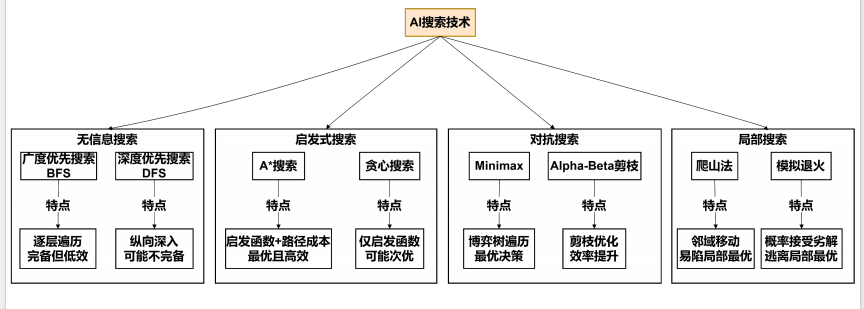 AI搜索技术
无信息搜索
广度优先搜索
BFS
深度优先搜索
DFS
特点
特点
逐层遍历
完备但低效
纵向深入
可能不完备
启发式搜索
A*搜索
贪心搜索
特点
特点
启发函数+路径成本
最优且高效
仅启发函数
可能次优
对抗搜索
Minimax
Alpha-Beta剪枝
特点
特点
博弈树遍历
最优决策
剪枝优化
效率提升
局部搜索
爬山法
模拟退火
特点
特点
邻域移动
易陷局部最优
概率接受劣解
逃离局部最优